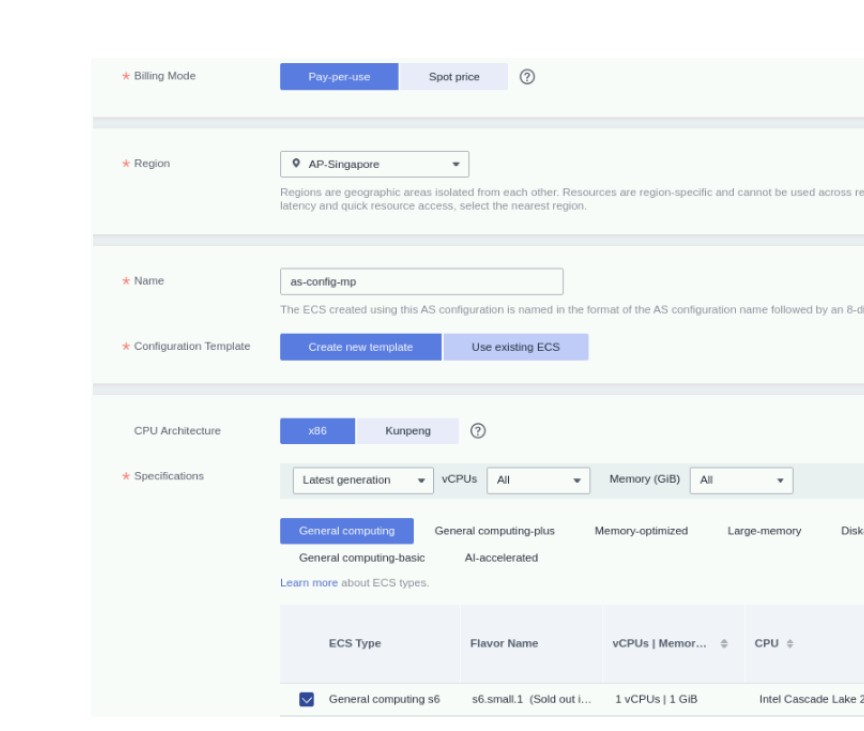 * Billing Mode Pay-per-use Spot price ?
* Region AP-Singapore
Regions are geographic areas isolated from each other. Resources are region-specific and cannot be used across re
latency and quick resource access, select the nearest region.
* Name as-config-mp
The ECS created using this AS configuration is named in the format of the AS configuration name followed by an 8-di
* Configuration Template Create new template Use existing ECS
CPU Architecture x86 Kunpeng ?
* Specifications Latest generation vCPUs All Memory (GiB) All
General computing General computing-plus Memory-optimized Large-memory Disk
General computing-basic AI-accelerated
Learn more about ECS types.
ECS Type Flavor Name vCPUs | Memor... CPU
General computing s6 s6.small.1 (Sold out i... 1 vCPUs | 1 GiB Intel Cascade Lake 2